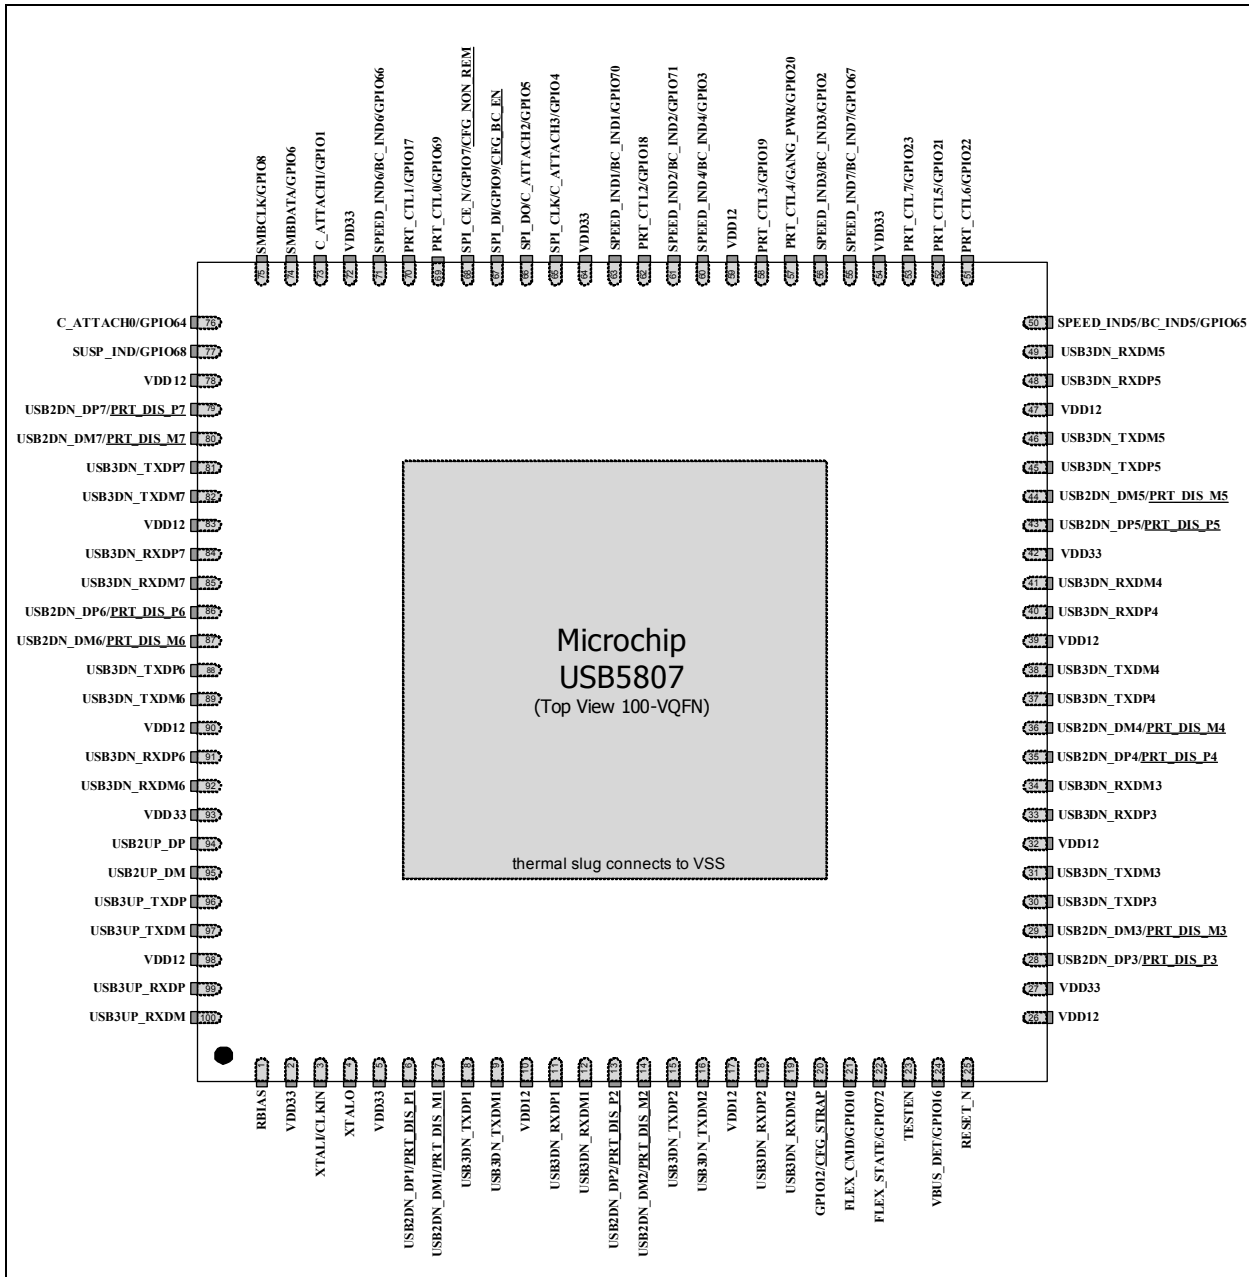 SMBCLK/GPIO8
SMBDATA/GPIO6
C_ATTACH1/GPIO1
VDD33
SPEED_IND6/BC_IND6/GPIO66
PRT_CTL1/GPIO17
PRT_CTL0/GPIO69
SPI_CE_N/GPIO7/CFG_NON_REM
SPI_DI/GPIO9/CFG_BC_EN
SPI_DO/C_ATTACH2/GPIO5
SPI_CLK/C_ATTACH3/GPIO4
VDD33
SPEED_IND1/BC_IND1/GPIO70
PRT_CTL2/GPIO18
SPEED_IND2/BC_IND2/GPIO71
SPEED_IND4/BC_IND4/GPIO3
VDD12
PRT_CTL3/GPIO19
PRT_CTL4/GANG_PWR/GPIO20
SPEED_IND3/BC_IND3/GPIO2
SPEED_IND7/BC_IND7/GPIO67
VDD33
PRT_CTL7/GPIO23
PRT_CTL5/GPIO21
PRT_CTL6/GPIO22
75
74
73
72
71
70
69
68
67
66
65
64
63
62
61
60
59
58
57
56
55
54
53
52
51
C_ATTACH0/GPIO64 76
SUSP_IND/GPIO68 77
VDD12 78
USB2DN_DP7/PRT_DIS_P7 79
USB2DN_DM7/PRT_DIS_M7 80
USB3DN_TXDP7 81
USB3DN_TXDM7 82
VDD12 83
USB3DN_RXDP7 84
USB3DN_RXDM7 85
USB2DN_DP6/PRT_DIS_P6 86
USB2DN_DM6/PRT_DIS_M6 87
USB3DN_TXDP6 88
USB3DN_TXDM6 89
VDD12 90
USB3DN_RXDP6 91
USB3DN_RXDM6 92
VDD33 93
USB2UP_DP 94
USB2UP_DM 95
USB3UP_TXDP 96
USB3UP_TXDM 97
VDD12 98
USB3UP_RXDP 99
USB3UP_RXDM 100
Microchip
USB5807
(Top View 100-VQFN)
thermal slug connects to VSS
50 SPEED_IND5/BC_IND5/GPIO65
49 USB3DN_RXDM5
48 USB3DN_RXDP5
47 VDD12
46 USB3DN_TXDM5
45 USB3DN_TXDP5
44 USB2DN_DM5/PRT_DIS_M5
43 USB2DN_DP5/PRT_DIS_P5
42 VDD33
41 USB3DN_RXDM4
40 USB3DN_RXDP4
39 VDD12
38 USB3DN_TXDM4
37 USB3DN_TXDP4
36 USB2DN_DM4/PRT_DIS_M4
35 USB2DN_DP4/PRT_DIS_P4
34 USB3DN_RXDM3
33 USB3DN_RXDP3
32 VDD12
31 USB3DN_TXDM3
30 USB3DN_TXDP3
29 USB2DN_DM3/PRT_DIS_M3
28 USB2DN_DP3/PRT_DIS_P3
27 VDD33
26 VDD12
1
2
3
4
5
6
7
8
9
10
11
12
13
14
15
16
17
18
19
20
21
22
23
24
25
RBIAS
VDD33
XTALI/CLKIN
XTALO
VDD33
USB2DN_DP1/PRT_DIS_P1
USB2DN_DM1/PRT_DIS_M1
USB3DN_TXDP1
USB3DN_TXDM1
VDD12
USB3DN_RXDP1
USB3DN_RXDM1
USB2DN_DP2/PRT_DIS_P2
USB2DN_DM2/PRT_DIS_M2
USB3DN_TXDP2
USB3DN_TXDM2
VDD12
USB3DN_RXDP2
USB3DN_RXDM2
GPIO12/CFG_STRAP
FLEX_CMD/GPIO10
FLEX_STATE/GPIO72
TESTEN
VBUS_DET/GPIO16
RESET_N